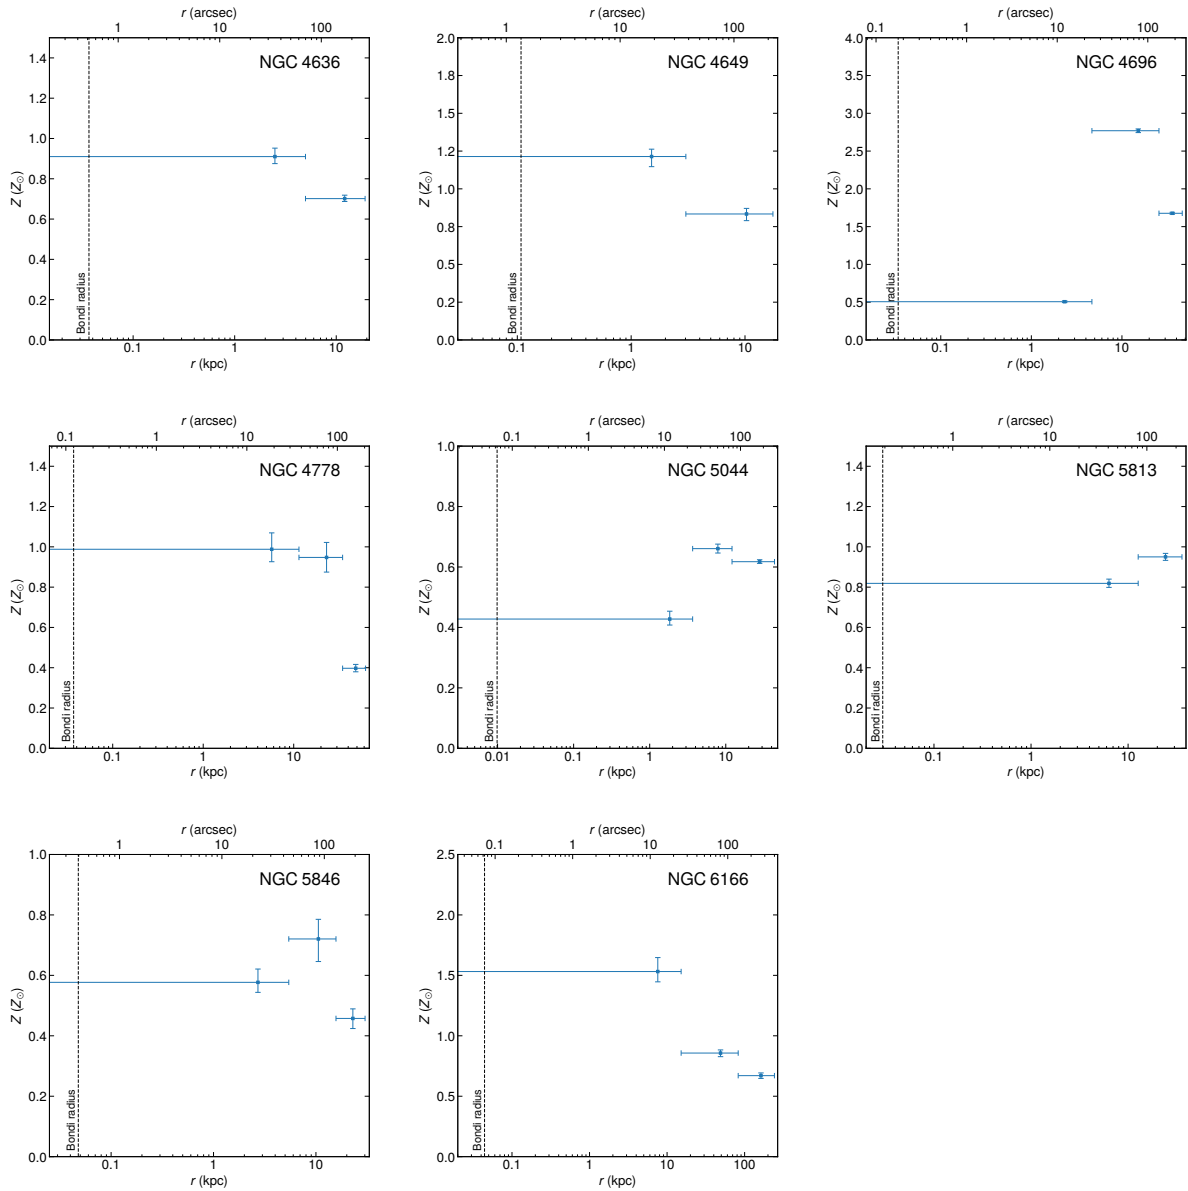 r (arcsec) r (arcsec) r (arcsec)
1 10 100 1 10 100 0.1 1 10 100
NGC 4636 NGC 4649 NGC 4696
1.4 1.2 1.0 0.8 0.6 0.4 0.2 0.0
Z (Z⊙)
Bondi radius
0.1 1 10
r (kpc)
2.0 1.8 1.5 1.2 1.0 0.8 0.5 0.2 0.0
Z (Z⊙)
Bondi radius
0.1 1 10
r (kpc)
4.0 3.5 3.0 2.5 2.0 1.5 1.0 0.5 0.0
Z (Z⊙)
Bondi radius
0.1 1 10
r (kpc)
r (arcsec) r (arcsec) r (arcsec)
0.1 1 10 100 0.1 1 10 100 1 10 100
NGC 4778 NGC 5044 NGC 5813
1.4 1.2 1.0 0.8 0.6 0.4 0.2 0.0
Z (Z⊙)
Bondi radius
0.1 1 10
r (kpc)
1.0 0.8 0.6 0.4 0.2 0.0
Z (Z⊙)
Bondi radius
0.01 0.1 1 10
r (kpc)
1.4 1.2 1.0 0.8 0.6 0.4 0.2 0.0
Z (Z⊙)
Bondi radius
0.1 1 10
r (kpc)
r (arcsec) r (arcsec)
1 10 100 0.1 1 10 100
NGC 5846 NGC 6166
1.0 0.8 0.6 0.4 0.2 0.0
Z (Z⊙)
Bondi radius
0.1 1 10
r (kpc)
2.5 2.0 1.5 1.0 0.5 0.0
Z (Z⊙)
Bondi radius
0.1 1 10 100
r (kpc)